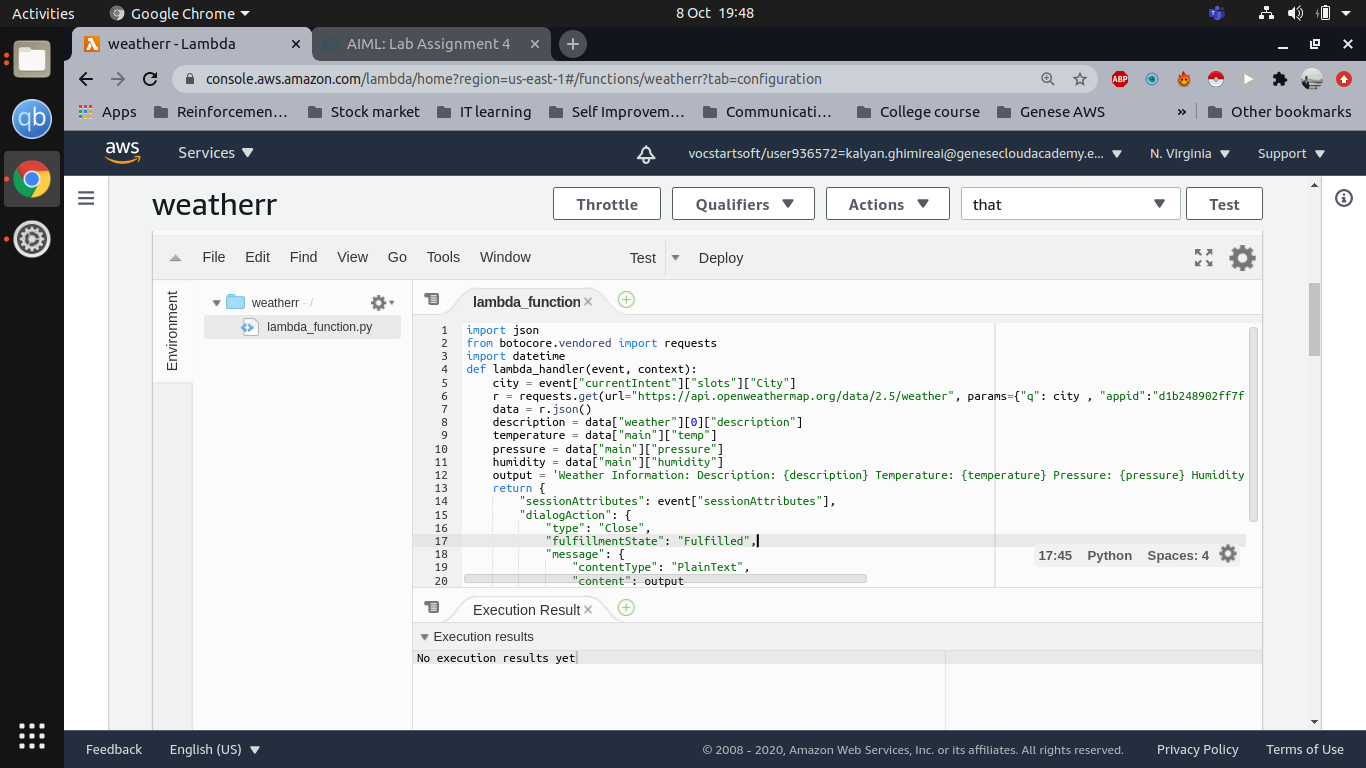 Activities Google Chrome 8 Oct 19:48
weatherr - Lambda AIML: Lab Assignment 4
console.aws.amazon.com/lambda/home?region=us-east-1#/functions/weatherr?tab=configuration ABP
Apps Reinforcemen... Stock market IT learning Self Improvem... Communicati... College course Genese AWS » Other bookmarks
qb
aws Services vocstartsoft/user936572=kalyan.ghimireai@genesecloudacademy.e... N. Virginia Support
weatherr Throttle Qualifiers Actions that Test
File Edit Find View Go Tools Window Test Deploy
Environment
weatherr - /
lambda_function.py
lambda_function
1 import json
2 from botocore.vendored import requests
3 import datetime
4 def lambda_handler(event, context):
5 city = event["currentIntent"]["slots"]["City"]
6 r = requests.get(url="https://api.openweathermap.org/data/2.5/weather", params={"q": city , "appid":"d1b248902ff7f
7 data = r.json()
8 description = data["weather"][0]["description"]
9 temperature = data["main"]["temp"]
10 pressure = data["main"]["pressure"]
11 humidity = data["main"]["humidity"]
12 output = 'Weather Information: Description: {description} Temperature: {temperature} Pressure: {pressure} Humidity
13 return {
14 "sessionAttributes": event["sessionAttributes"],
15 "dialogAction": {
16 "type": "Close",
17 "fulfillmentState": "Fulfilled",
18 "message": {
19 "contentType": "PlainText",
20 "content": output
17:45 Python Spaces: 4
Execution Result
Execution results
No execution results yet
Feedback English (US) © 2008 - 2020, Amazon Web Services, Inc. or its affiliates. All rights reserved. Privacy Policy Terms of Use